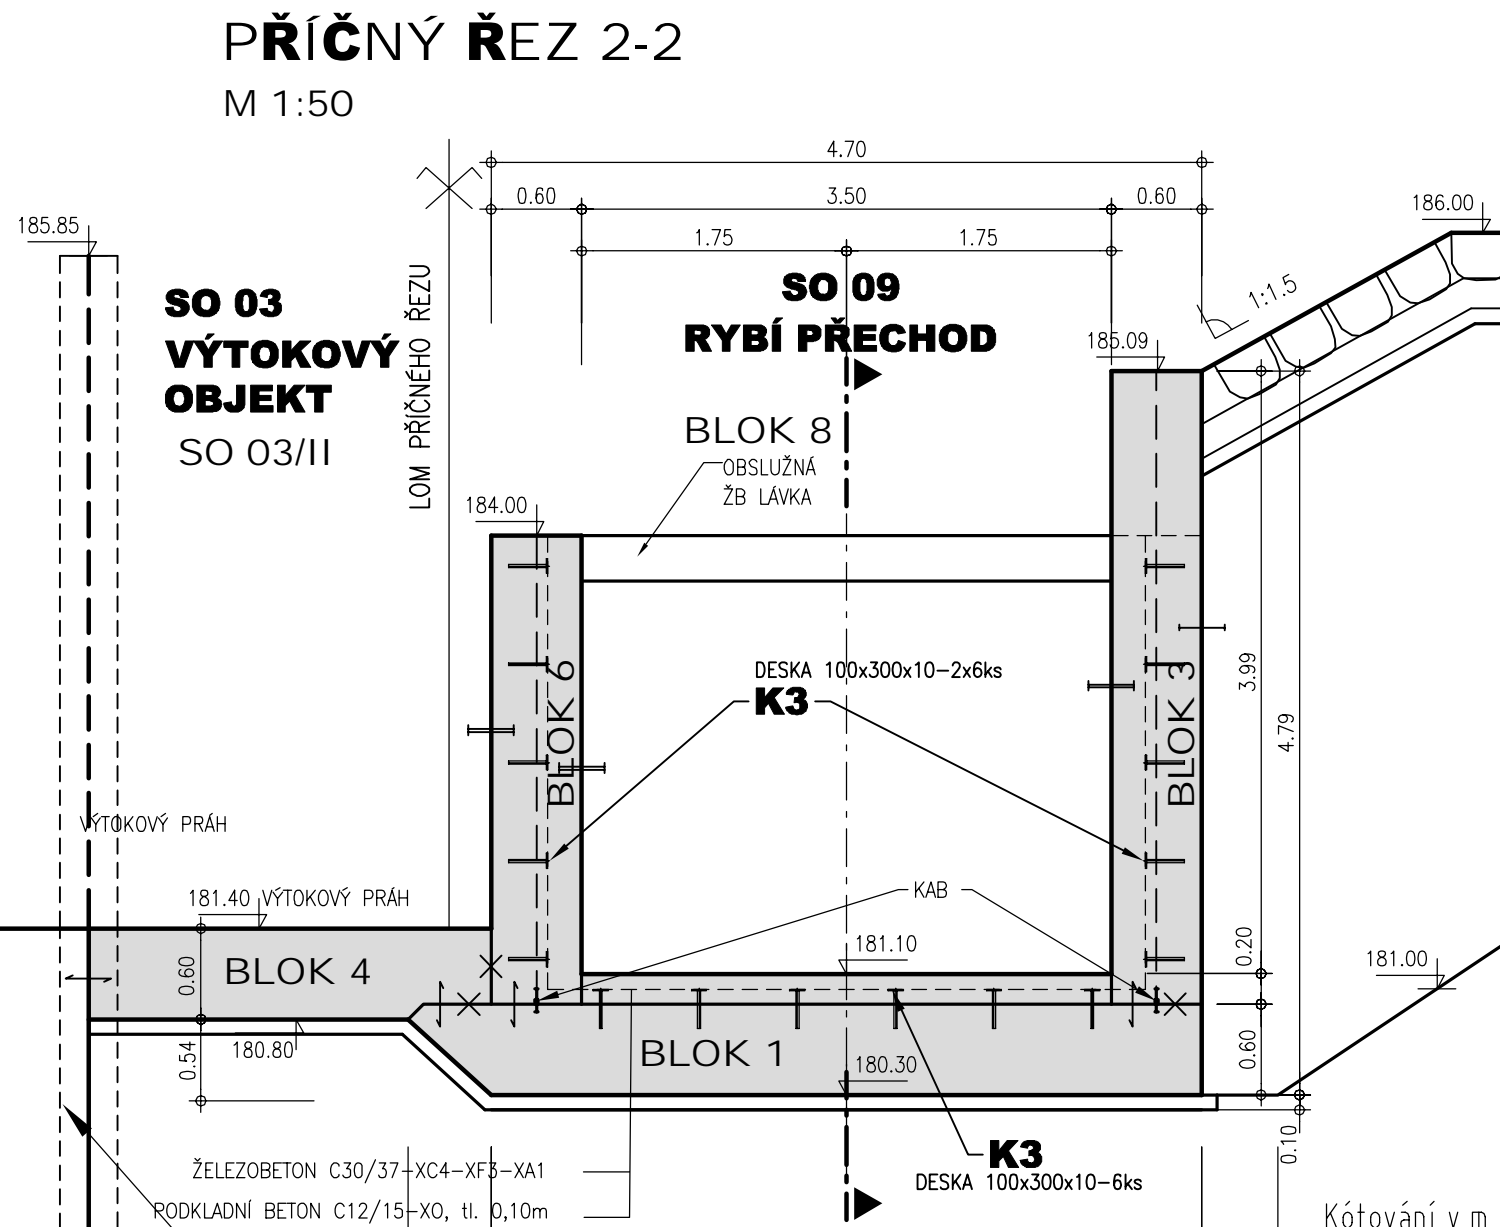 PŘÍČNÝ ŘEZ 2-2
M 1:50
4.70
0.60
3.50
0.60
1.75
1.75
185.85
186.00
SO 03
VÝTOKOVÝ
OBJEKT
SO 03/II
LOM PŘÍČNÉHO ŘEZU
SO 09
RYBÍ PŘECHOD
1:1.5
185.09
BLOK 8
OBSLUŽNÁ
ŽB LÁVKA
184.00
BLOK 6
DESKA 100x300x10-2x6ks
K3
BLOK 3
3.99
4.79
VÝTOKOVÝ PRÁH
181.40
VÝTOKOVÝ PRÁH
KAB
181.10
0.20
181.00
0.60
BLOK 4
180.80
0.54
BLOK 1
180.30
0.60
0.10
ŽELEZOBETON C30/37-XC4-XF3-XA1
PODKLADNÍ BETON C12/15-XO, tl. 0,10m
K3
DESKA 100x300x10-6ks
Kótování v m